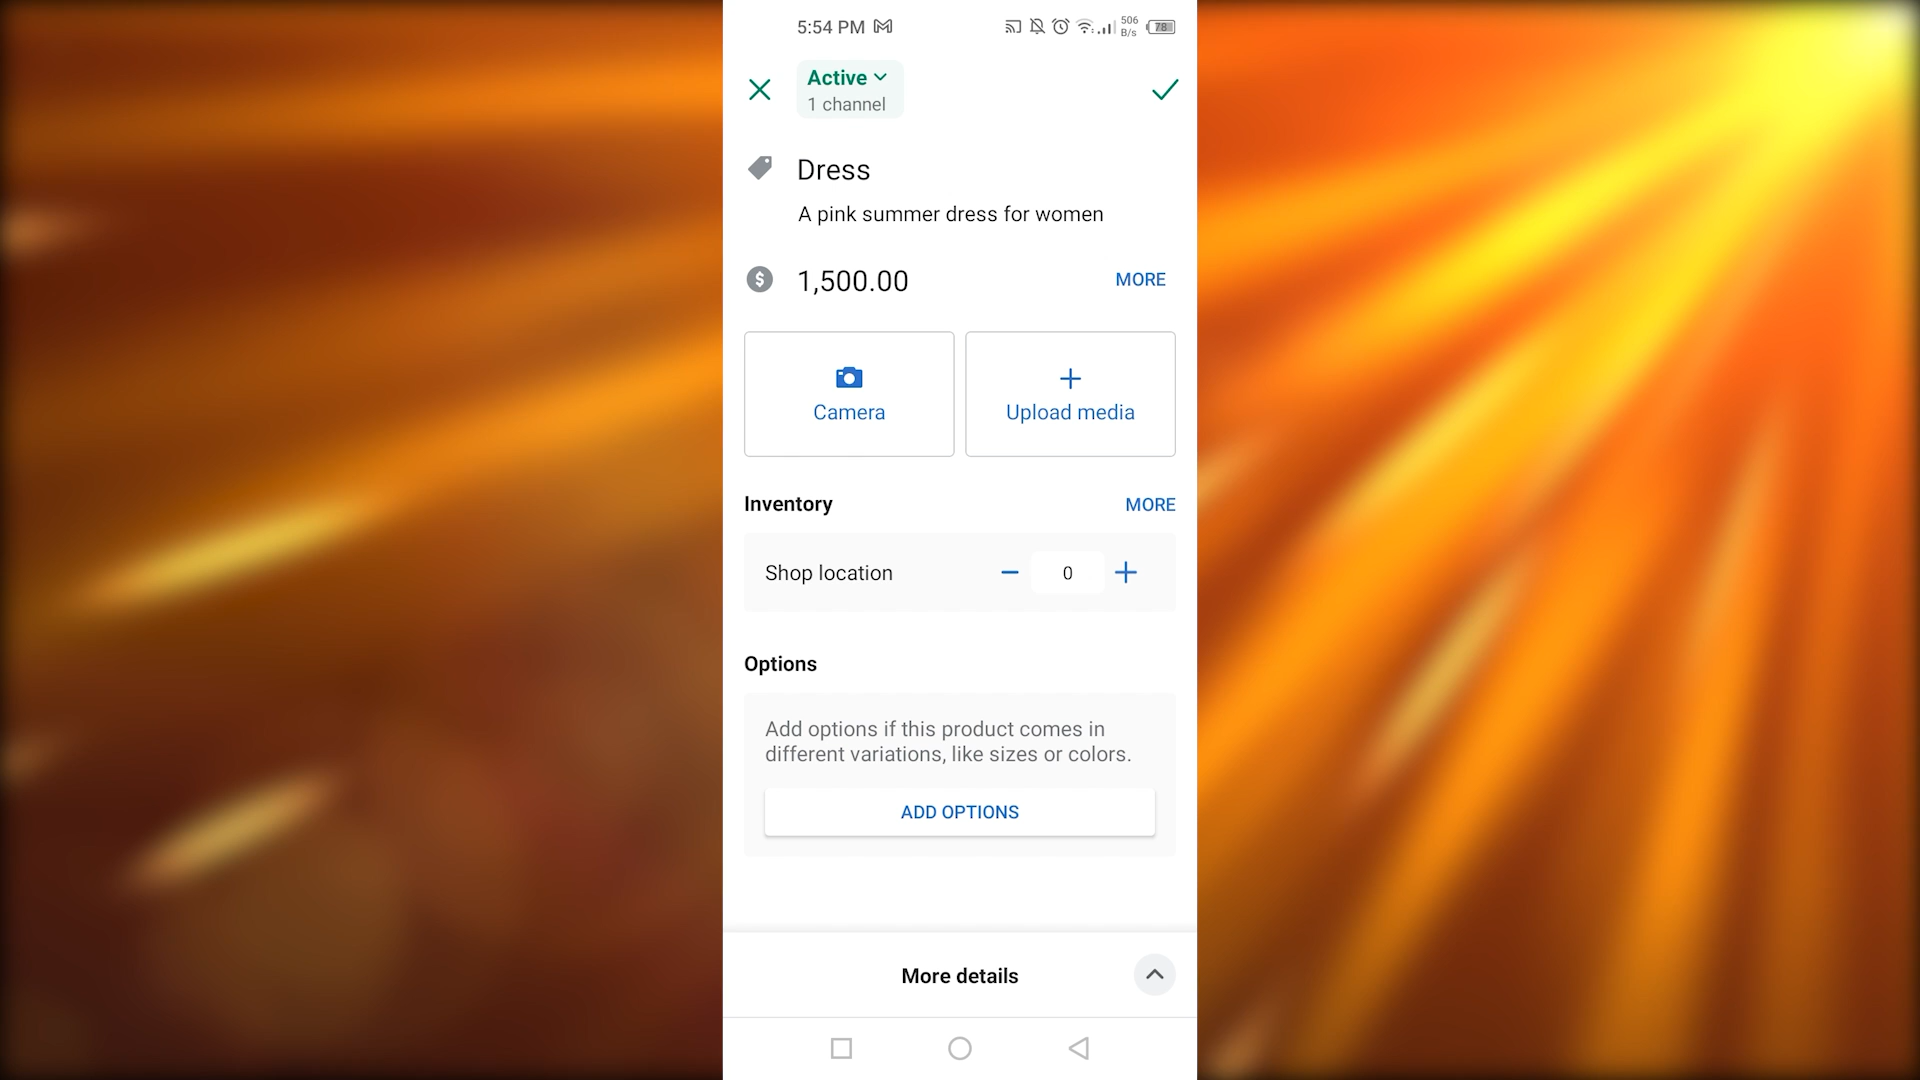 5:54 PM
506
B/s
78
Active
1 channel
Dress
A pink summer dress for women
$
1,500.00
MORE
Camera
Upload media
Inventory
MORE
Shop location
0
Options
Add options if this product comes in
different variations, like sizes or colors.
ADD OPTIONS
More details